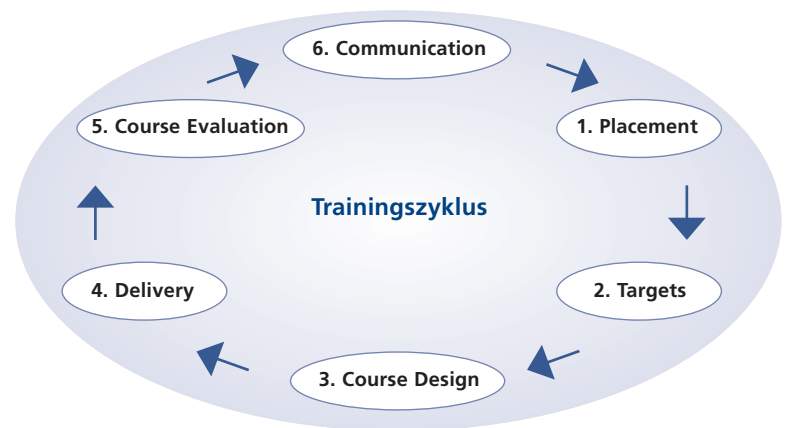 6. Communication
1. Placement
2. Targets
3. Course Design
4. Delivery
5. Course Evaluation
Trainingszyklus